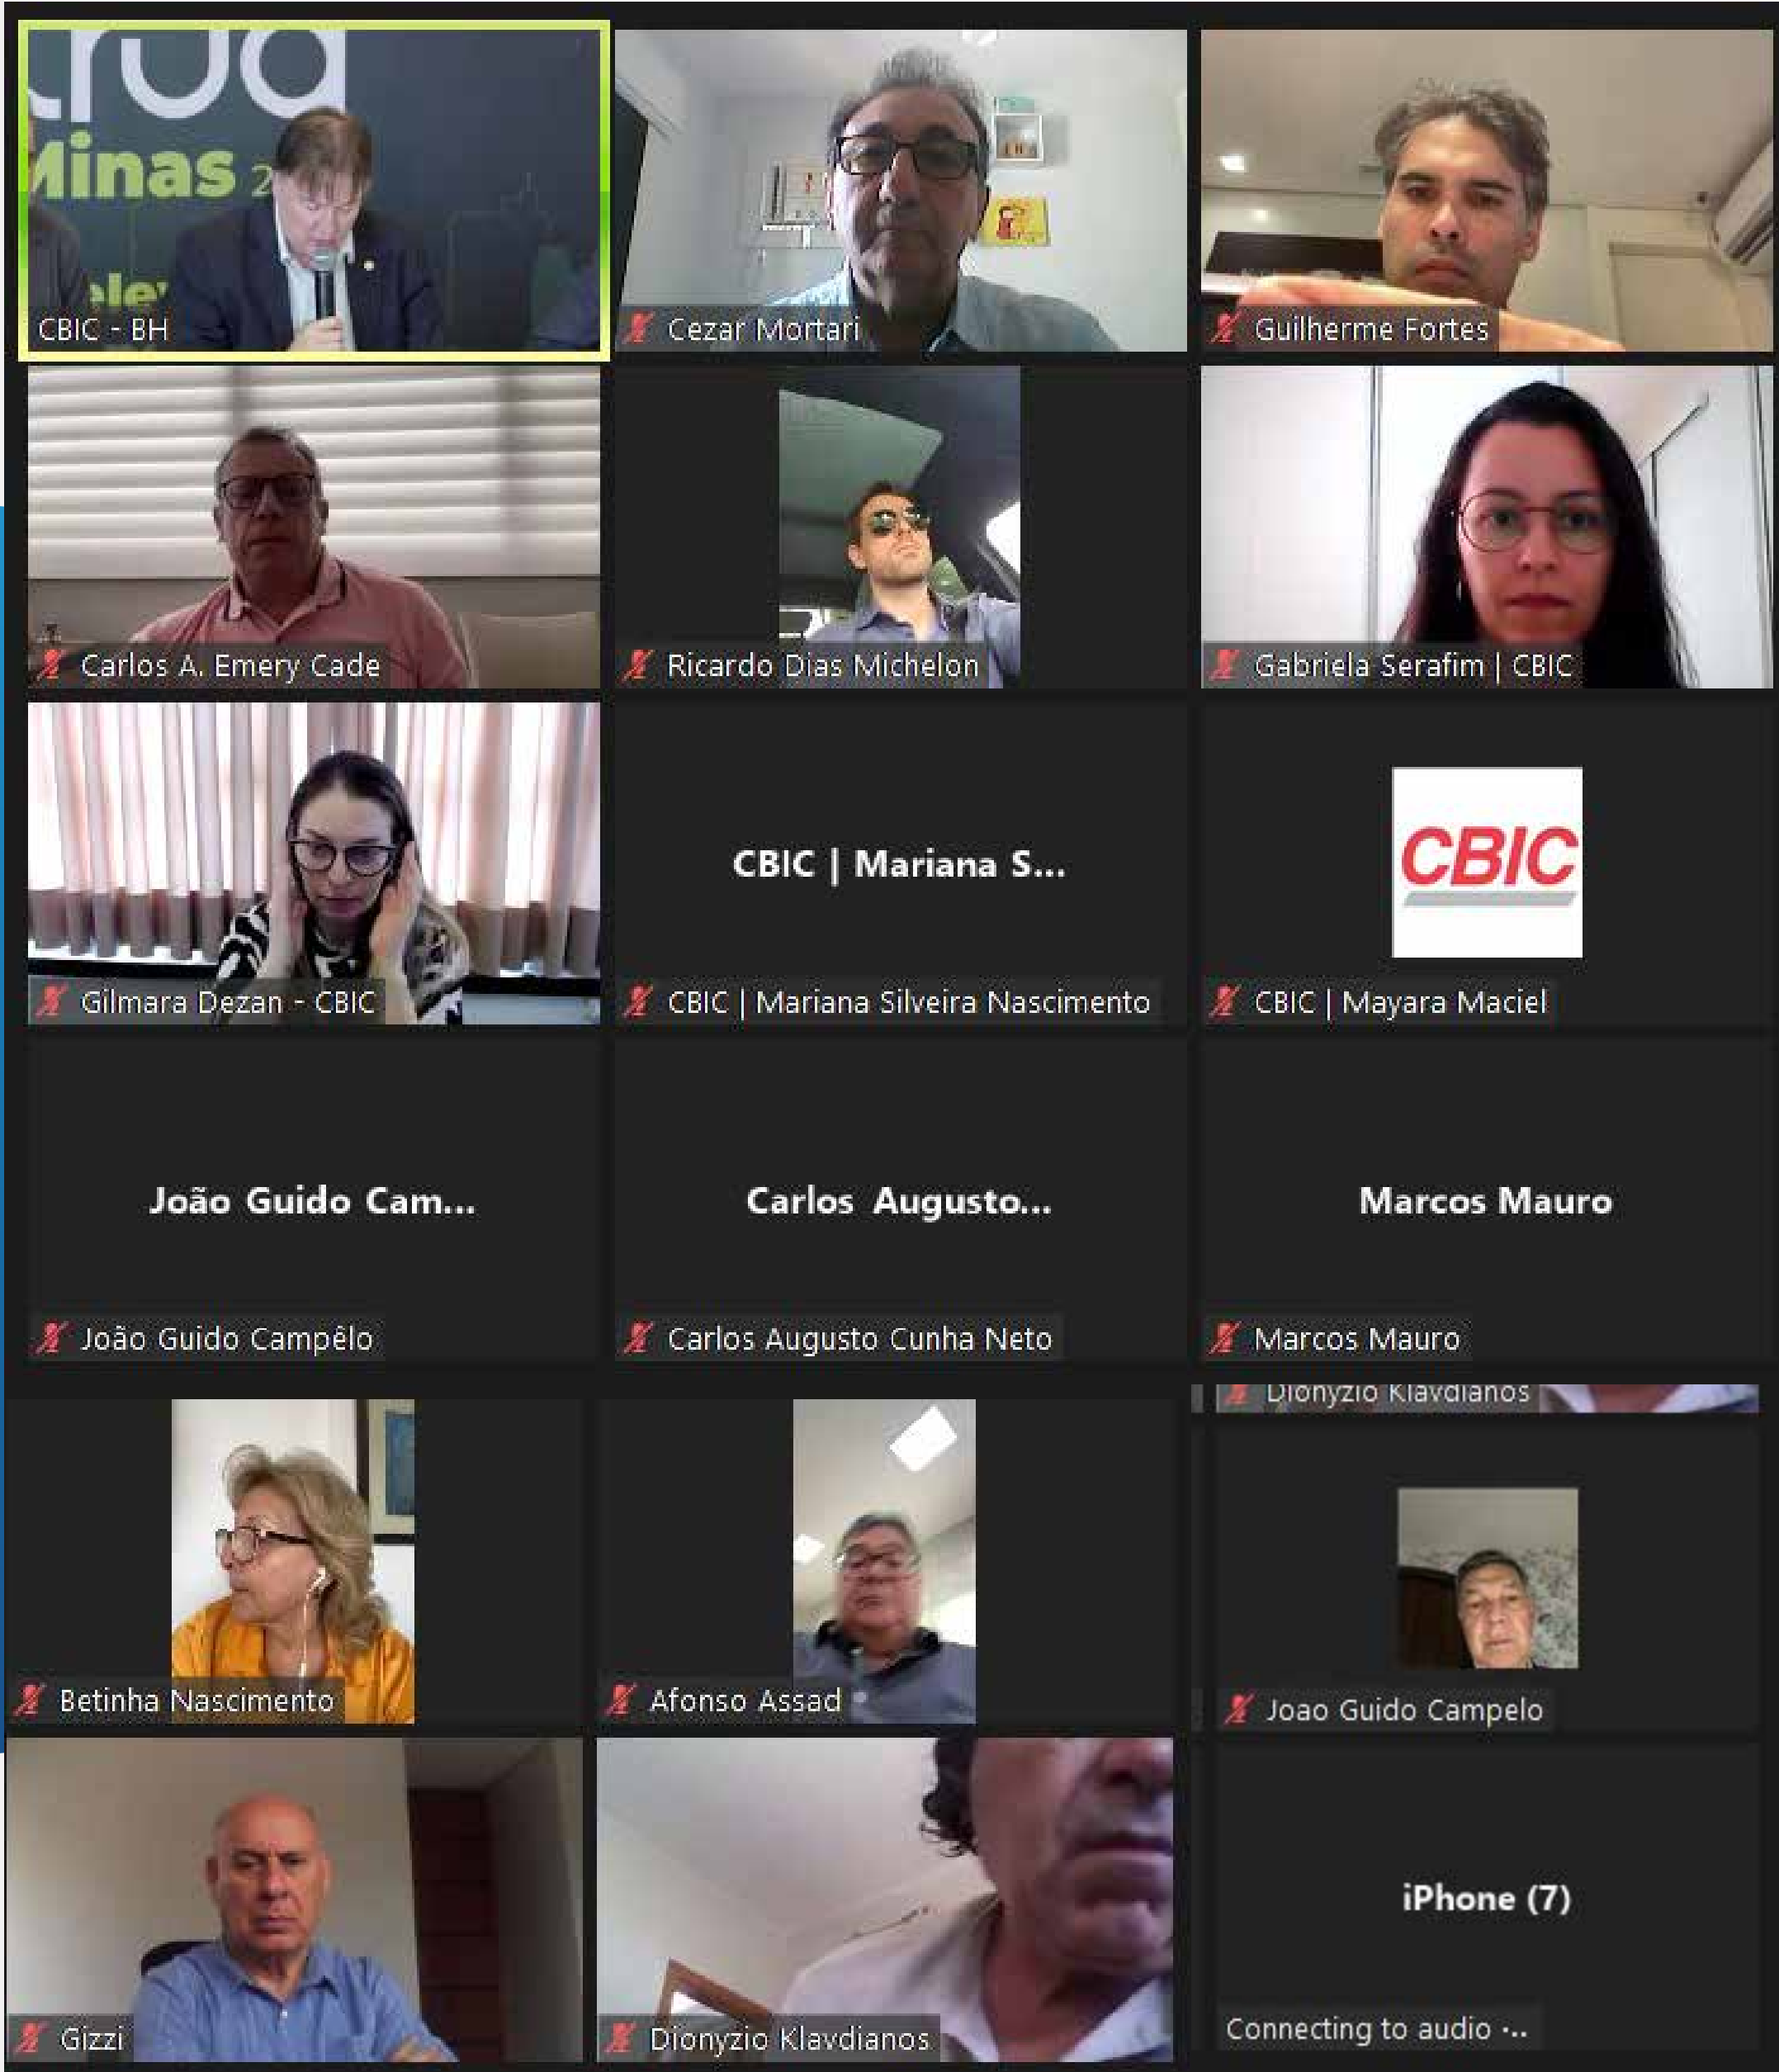 trua
Minas 2
elev
CBIC - BH
Cezar Mortari
Guilherme Fortes
Carlos A. Emery Cade
Ricardo Dias Michelon
Gabriela Serafim | CBIC
Gilmara Dezan - CBIC
CBIC | Mariana S...
CBIC | Mariana Silveira Nascimento
CBIC
CBIC | Mayara Maciel
João Guido Cam...
João Guido Campêlo
Carlos Augusto...
Carlos Augusto Cunha Neto
Marcos Mauro
Marcos Mauro
Betinha Nascimento
Afonso Assad
Dionyzio Klavdianos
Joao Guido Campelo
Gizzi
Dionyzio Klavdianos
iPhone (7)
Connecting to audio ...